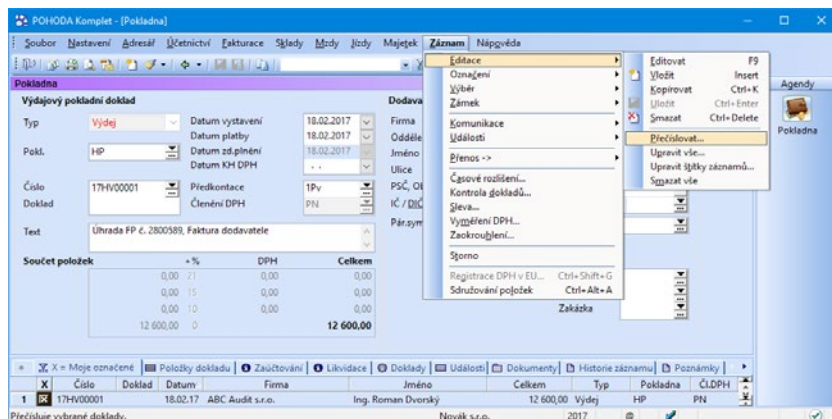 POHODA Komplet - [Pokladna]
Soubor Nastavení Adresář Účetnictví Fakturace Sklady Mzdy Jízdy Majetek Záznam Nápověda
Pokladna
Výdajový pokladní doklad
Typ Výdej
Pokl. HP
Číslo 17HV00001
Doklad
Text Úhrada FP č. 2800589, Faktura dodavatele
Datum vystavení 18.02.2017
Datum platby 18.02.2017
Datum zd.plnění 18.02.2017
Datum KH DPH . .
Předkontace 1Pv
Členění DPH PN
Dodava
Firma
Odděle
Jméno
Ulice
PSČ, Ob
IČ / DIČ
Pár.sym
Zakázka
Součet položek +% DPH Celkem
0,00 21 0,00 0,00
0,00 15 0,00 0,00
0,00 10 0,00 0,00
12 600,00 0 12 600,00
Editace
Označení
Výběr
Zámek
Komunikace
Události
Přenos ->
Časové rozlišení...
Kontrola dokladů...
Sleva...
Vyměření DPH...
Zaokrouhlení...
Storno
Registrace DPH v EU... Ctrl+Shift+G
Sdružování položek Ctrl+Alt+A
Editovat F9
Vložit Insert
Kopírovat Ctrl+K
Uložit Ctrl+Enter
Smazat Ctrl+Delete
Přečíslovat...
Upravit vše...
Upravit štítky záznamů...
Smazat vše
Agendy
Pokladna
X = Moje označené Položky dokladu Zaúčtování Likvidace Doklady Události Dokumenty Historie záznamu Poznámky
X Číslo Doklad Datum Firma Jméno Celkem Typ Pokladna Čl.DPH
1 17HV00001 18.02.17 ABC Audit s.r.o. Ing. Roman Dvorský 12 600,00 Výdej HP PN
Přečísluje vybrané doklady. Novák s.r.o. 2017 @